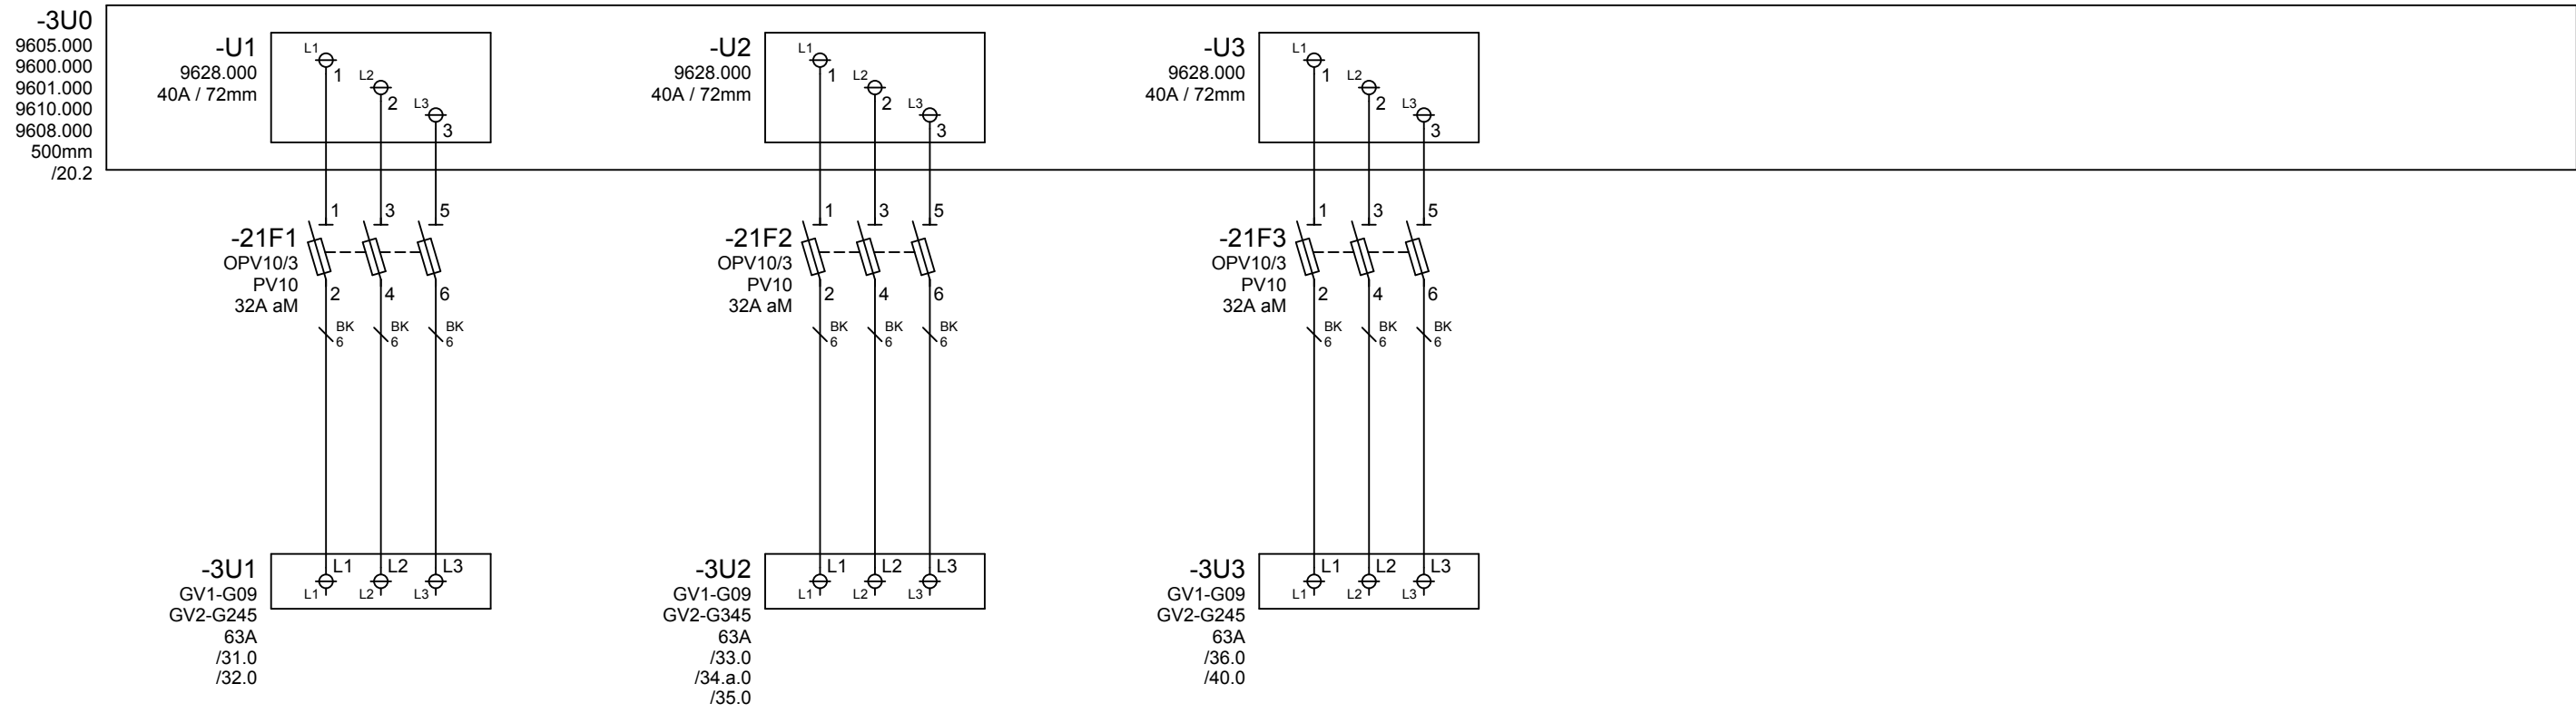 -3U0
9605.000
9600.000
9601.000
9610.000
9608.000
500mm
/20.2
-U1
9628.000
40A / 72mm
L1
1
L2
2
L3
3
-U2
9628.000
40A / 72mm
L1
1
L2
2
L3
3
-U3
9628.000
40A / 72mm
L1
1
L2
2
L3
3
-21F1
OPV10/3
PV10
32A aM
1
3
5
2
4
6
BK
6
BK
6
BK
6
-21F2
OPV10/3
PV10
32A aM
1
3
5
2
4
6
BK
6
BK
6
BK
6
-21F3
OPV10/3
PV10
32A aM
1
3
5
2
4
6
BK
6
BK
6
BK
6
-3U1
GV1-G09
GV2-G245
63A
/31.0
/32.0
L1
L2
L3
L1
L2
L3
-3U2
GV1-G09
GV2-G345
63A
/33.0
/34.a.0
/35.0
L1
L2
L3
L1
L2
L3
-3U3
GV1-G09
GV2-G245
63A
/36.0
/40.0
L1
L2
L3
L1
L2
L3